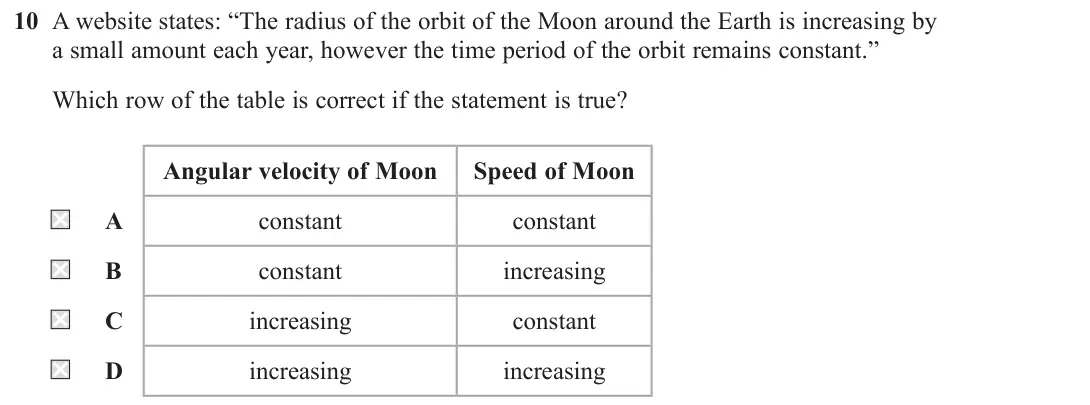 10 A website states: “The radius of the orbit of the Moon around the Earth is increasing by
a small amount each year, however the time period of the orbit remains constant.”
Which row of the table is correct if the statement is true?
Angular velocity of Moon Speed of Moon
A constant constant
B constant increasing
C increasing constant
D increasing increasing